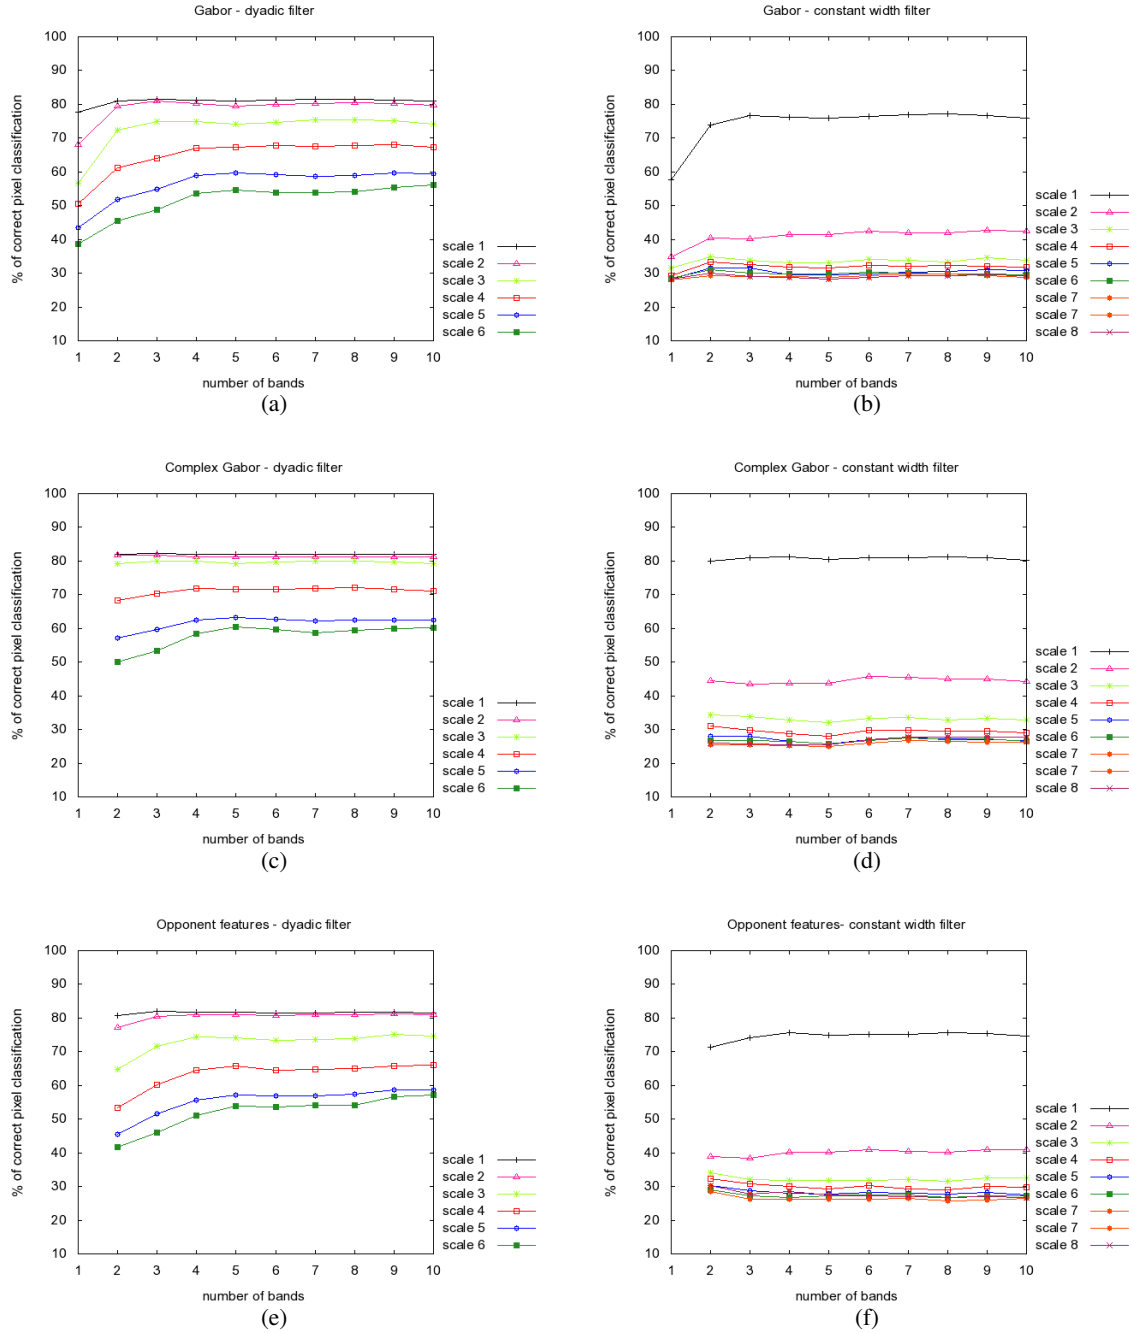 Gabor - dyadic filter
% of correct pixel classification
100
90
80
70
60
50
40
30
20
10
1 2 3 4 5 6 7 8 9 10
number of bands
scale 1
scale 2
scale 3
scale 4
scale 5
scale 6
(a)
Gabor - constant width filter
% of correct pixel classification
100
90
80
70
60
50
40
30
20
10
1 2 3 4 5 6 7 8 9 10
number of bands
scale 1
scale 2
scale 3
scale 4
scale 5
scale 6
scale 7
scale 7
scale 8
(b)
Complex Gabor - dyadic filter
% of correct pixel classification
100
90
80
70
60
50
40
30
20
10
1 2 3 4 5 6 7 8 9 10
number of bands
scale 1
scale 2
scale 3
scale 4
scale 5
scale 6
(c)
Complex Gabor - constant width filter
% of correct pixel classification
100
90
80
70
60
50
40
30
20
10
1 2 3 4 5 6 7 8 9 10
number of bands
scale 1
scale 2
scale 3
scale 4
scale 5
scale 6
scale 7
scale 7
scale 8
(d)
Opponent features - dyadic filter
% of correct pixel classification
100
90
80
70
60
50
40
30
20
10
1 2 3 4 5 6 7 8 9 10
number of bands
scale 1
scale 2
scale 3
scale 4
scale 5
scale 6
(e)
Opponent features- constant width filter
% of correct pixel classification
100
90
80
70
60
50
40
30
20
10
1 2 3 4 5 6 7 8 9 10
number of bands
scale 1
scale 2
scale 3
scale 4
scale 5
scale 6
scale 7
scale 7
scale 8
(f)